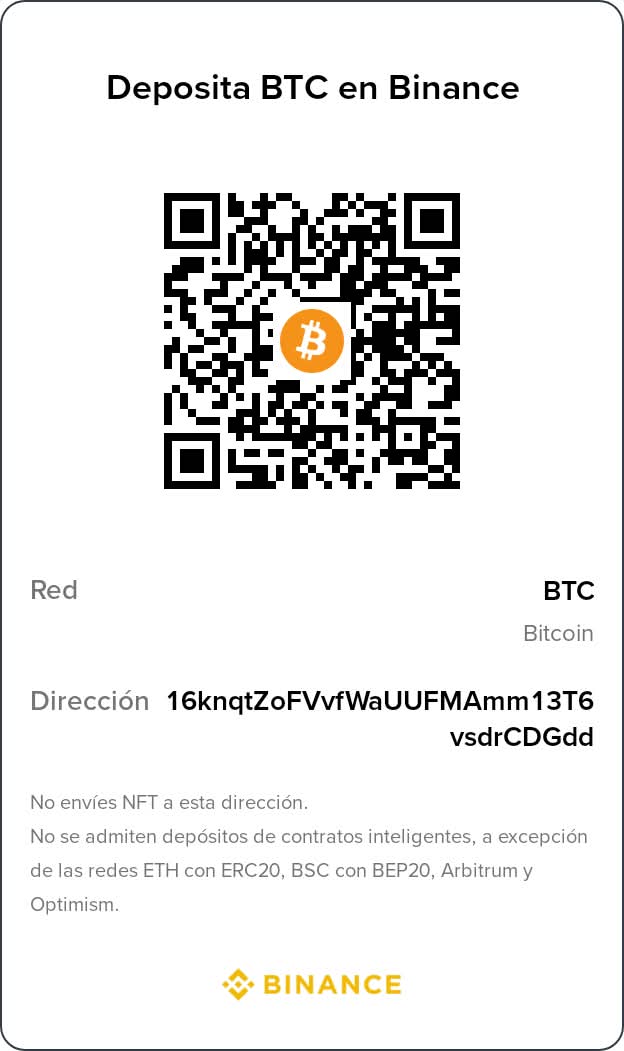 Deposita BTC en Binance
Red BTC
Bitcoin
Dirección 16knqtZoFVvfWaUUFMAmm13T6
vsdrCDGdd
No envíes NFT a esta dirección.
No se admiten depósitos de contratos inteligentes, a excepción
de las redes ETH con ERC20, BSC con BEP20, Arbitrum y
Optimism.
BINANCE